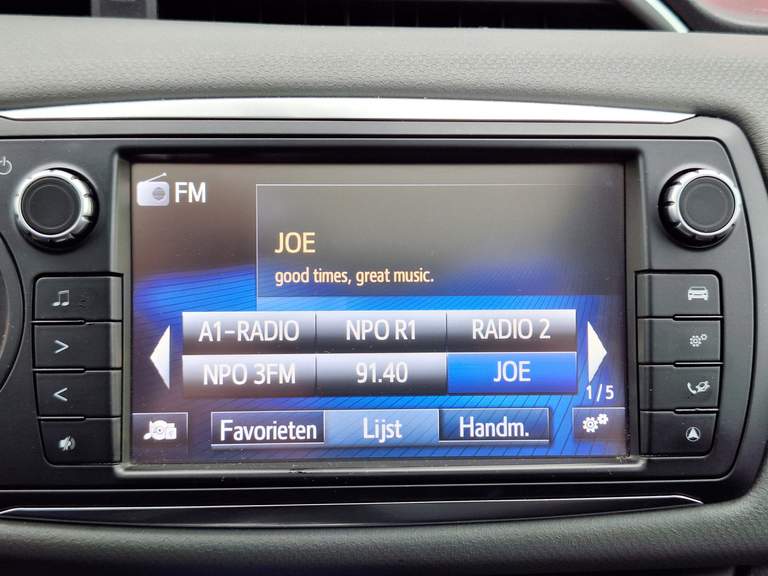 FM
JOE
good times, great music.
A1-RADIO NPO R1 RADIO 2
NPO 3FM 91.40 JOE
1 / 5
Favorieten Lijst Handm.
> 
<